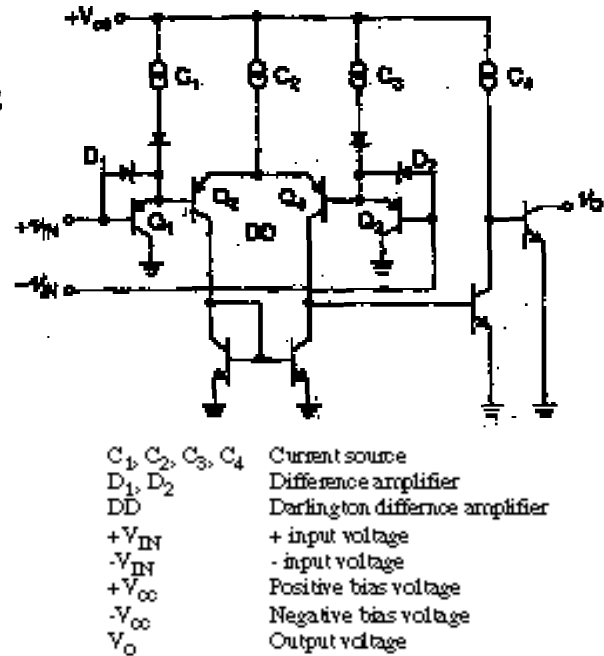 +Vcc
C1 C2 C3 C4
D1 D2
Q1 Q2 Q3
DD
+VIN
VO
-VIN
C1, C2, C3, C4 Current source
D1, D2 Difference amplifier
DD Darlington differnce amplifier
+VIN + input voltage
-VIN - input voltage
+Vcc Positive bias voltage
-Vcc Negative bias voltage
VO Output voltage